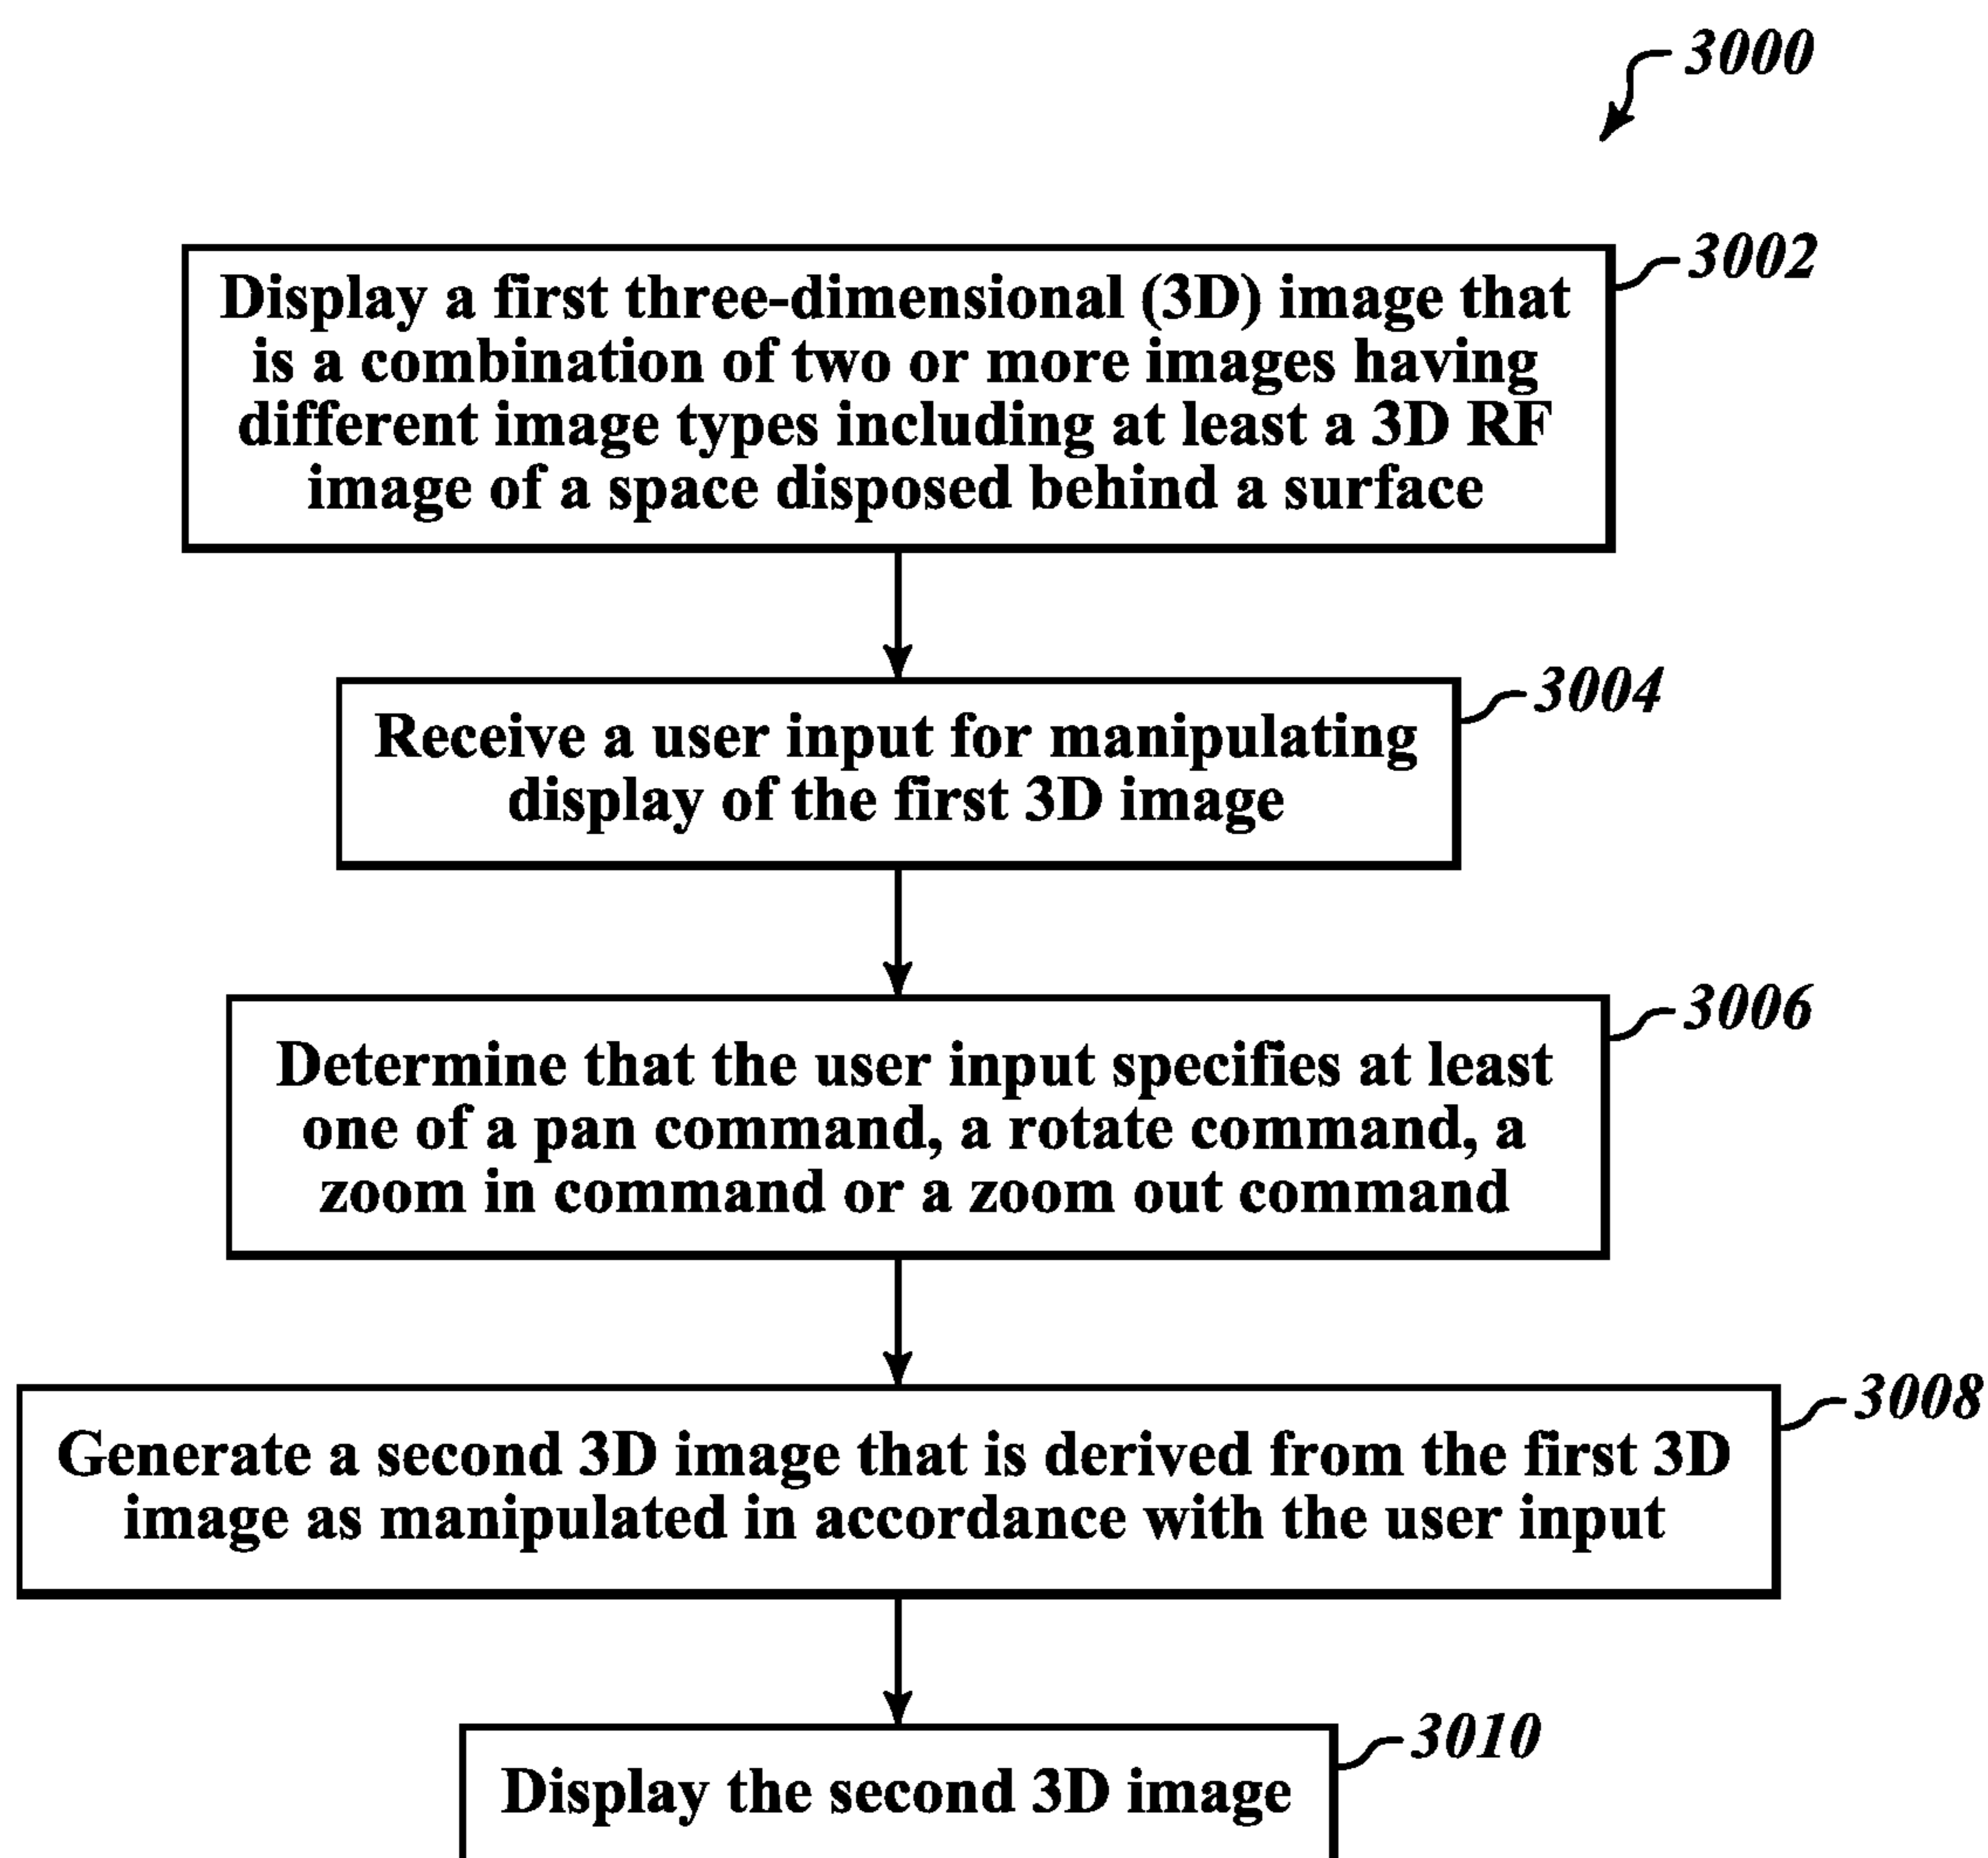 3000
3002
Display a first three-dimensional (3D) image that
is a combination of two or more images having
different image types including at least a 3D RF
image of a space disposed behind a surface
3004
Receive a user input for manipulating
display of the first 3D image
3006
Determine that the user input specifies at least
one of a pan command, a rotate command, a
zoom in command or a zoom out command
3008
Generate a second 3D image that is derived from the first 3D
image as manipulated in accordance with the user input
3010
Display the second 3D image